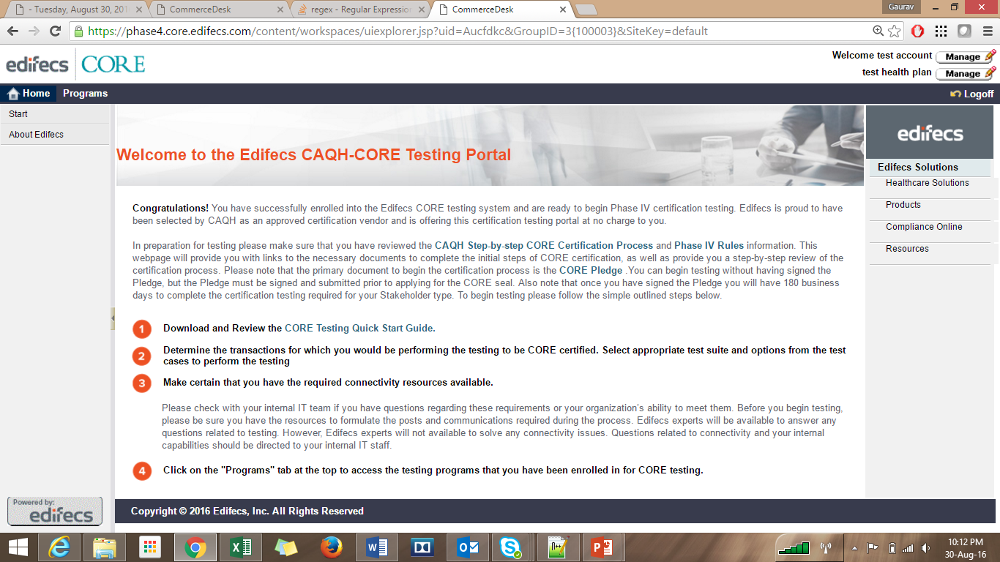 - Tuesday, August 30, 201
CommerceDesk
regex - Regular Expression
CommerceDesk
Gaurav
https://phase4.core.edifecs.com/content/workspaces/uiexplorer.jsp?uid=Aucfdkc&GroupID=3{100003}&SiteKey=default
edifecs CORE
Welcome test account Manage
test health plan Manage
Home Programs Logoff
Start
About Edifecs
Welcome to the Edifecs CAQH-CORE Testing Portal
edifecs
Edifecs Solutions
Healthcare Solutions
Products
Compliance Online
Resources
Congratulations! You have successfully enrolled into the Edifecs CORE testing system and are ready to begin Phase IV certification testing. Edifecs is proud to have
been selected by CAQH as an approved certification vendor and is offering this certification testing portal at no charge to you.
In preparation for testing please make sure that you have reviewed the CAQH Step-by-step CORE Certification Process and Phase IV Rules information. This
webpage will provide you with links to the necessary documents to complete the initial steps of CORE certification, as well as provide you a step-by-step review of the
certification process. Please note that the primary document to begin the certification process is the CORE Pledge .You can begin testing without having signed the
Pledge, but the Pledge must be signed and submitted prior to applying for the CORE seal. Also note that once you have signed the Pledge you will have 180 business
days to complete the certification testing required for your Stakeholder type. To begin testing please follow the simple outlined steps below.
1 Download and Review the CORE Testing Quick Start Guide.
2 Determine the transactions for which you would be performing the testing to be CORE certified. Select appropriate test suite and options from the test
cases to perform the testing
3 Make certain that you have the required connectivity resources available.
Please check with your internal IT team if you have questions regarding these requirements or your organization's ability to meet them. Before you begin testing,
please be sure you have the resources to formulate the posts and communications required during the process. Edifecs experts will be available to answer any
questions related to testing. However, Edifecs experts will not available to solve any connectivity issues. Questions related to connectivity and your internal
capabilities should be directed to your internal IT staff.
4 Click on the "Programs" tab at the top to access the testing programs that you have been enrolled in for CORE testing.
Powered by:
edifecs
Copyright © 2016 Edifecs, Inc. All Rights Reserved
10:12 PM
30-Aug-16